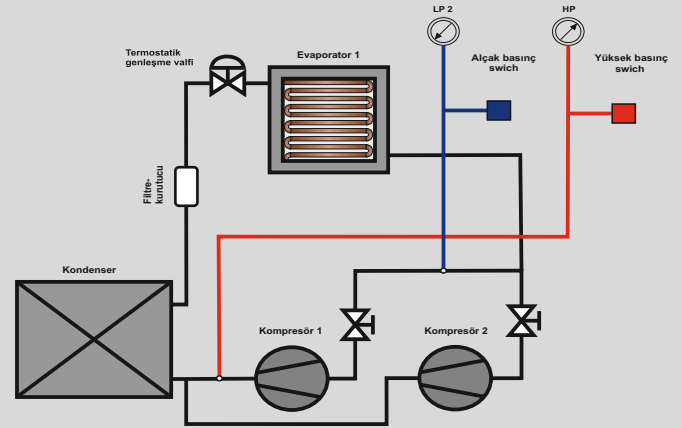 LP 2
HP
Termostatik
genleşme valfi
Evaporator 1
Alçak basınç
swich
Yüksek basınç
swich
Filtre-
kurutucu
Kondenser
Kompresör 1
Kompresör 2